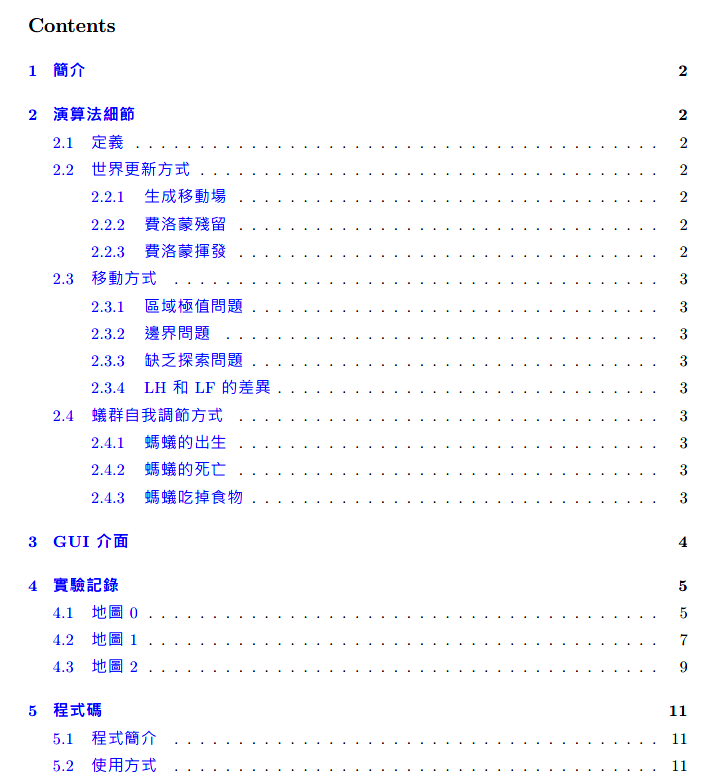 Contents
1 簡介 2
2 演算法細節 2
2.1 定義 . . . . . . . . . . . . . . . . . . . . . . . . . . . . . . . . . . . . . . . . . 2
2.2 世界更新方式 . . . . . . . . . . . . . . . . . . . . . . . . . . . . . . . . . . . . 2
2.2.1 生成移動場 . . . . . . . . . . . . . . . . . . . . . . . . . . . . . . . . . 2
2.2.2 費洛蒙殘留 . . . . . . . . . . . . . . . . . . . . . . . . . . . . . . . . . 2
2.2.3 費洛蒙揮發 . . . . . . . . . . . . . . . . . . . . . . . . . . . . . . . . . 2
2.3 移動方式 . . . . . . . . . . . . . . . . . . . . . . . . . . . . . . . . . . . . . . 3
2.3.1 區域極值問題 . . . . . . . . . . . . . . . . . . . . . . . . . . . . . . . . 3
2.3.2 邊界問題 . . . . . . . . . . . . . . . . . . . . . . . . . . . . . . . . . . 3
2.3.3 缺乏探索問題 . . . . . . . . . . . . . . . . . . . . . . . . . . . . . . . . 3
2.3.4 LH 和 LF 的差異 . . . . . . . . . . . . . . . . . . . . . . . . . . . . . . 3
2.4 蟻群自我調節方式 . . . . . . . . . . . . . . . . . . . . . . . . . . . . . . . . . 3
2.4.1 螞蟻的出生 . . . . . . . . . . . . . . . . . . . . . . . . . . . . . . . . . 3
2.4.2 螞蟻的死亡 . . . . . . . . . . . . . . . . . . . . . . . . . . . . . . . . . 3
2.4.3 螞蟻吃掉食物 . . . . . . . . . . . . . . . . . . . . . . . . . . . . . . . . 3
3 GUI 介面 4
4 實驗記錄 5
4.1 地圖 0 . . . . . . . . . . . . . . . . . . . . . . . . . . . . . . . . . . . . . . . . 5
4.2 地圖 1 . . . . . . . . . . . . . . . . . . . . . . . . . . . . . . . . . . . . . . . . 7
4.3 地圖 2 . . . . . . . . . . . . . . . . . . . . . . . . . . . . . . . . . . . . . . . . 9
5 程式碼 11
5.1 程式簡介 . . . . . . . . . . . . . . . . . . . . . . . . . . . . . . . . . . . . . . 11
5.2 使用方式 . . . . . . . . . . . . . . . . . . . . . . . . . . . . . . . . . . . . . . 11